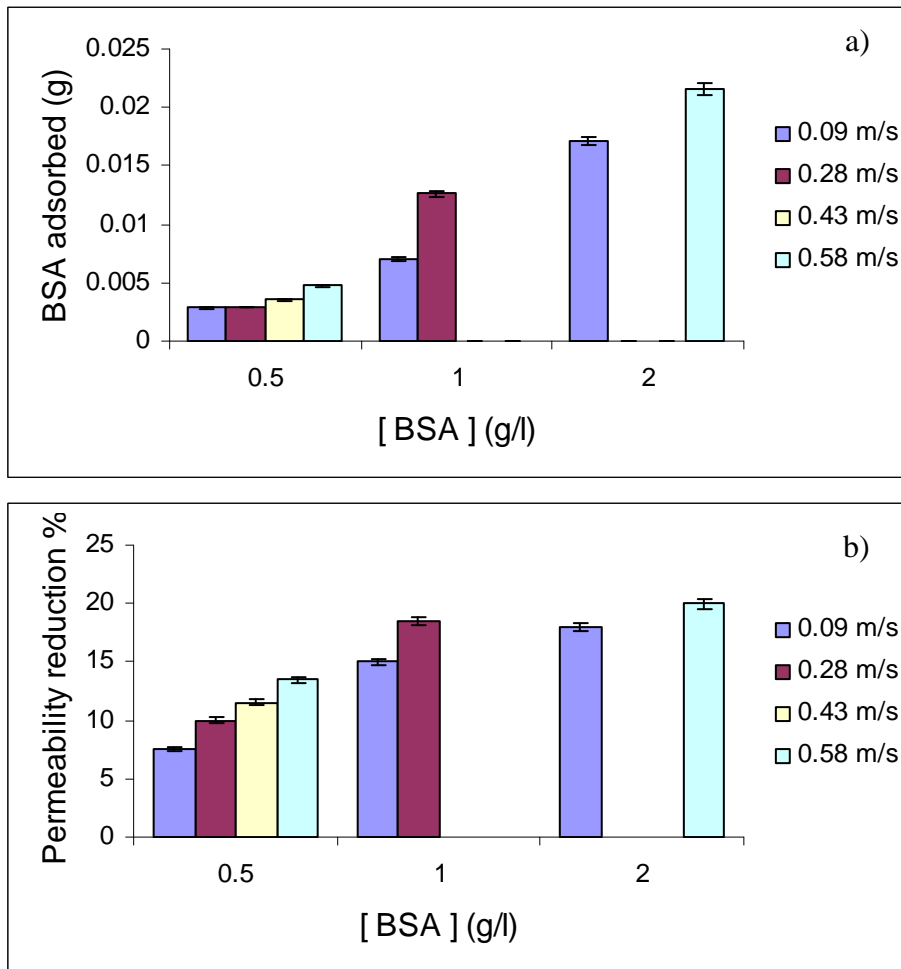 a)
BSA adsorbed (g)
0.025
0.02
0.015
0.01
0.005
0
0.5 1 2
[ BSA ] (g/l)
0.09 m/s
0.28 m/s
0.43 m/s
0.58 m/s
b)
Permeability reduction %
25
20
15
10
5
0
0.5 1 2
[ BSA ] (g/l)
0.09 m/s
0.28 m/s
0.43 m/s
0.58 m/s